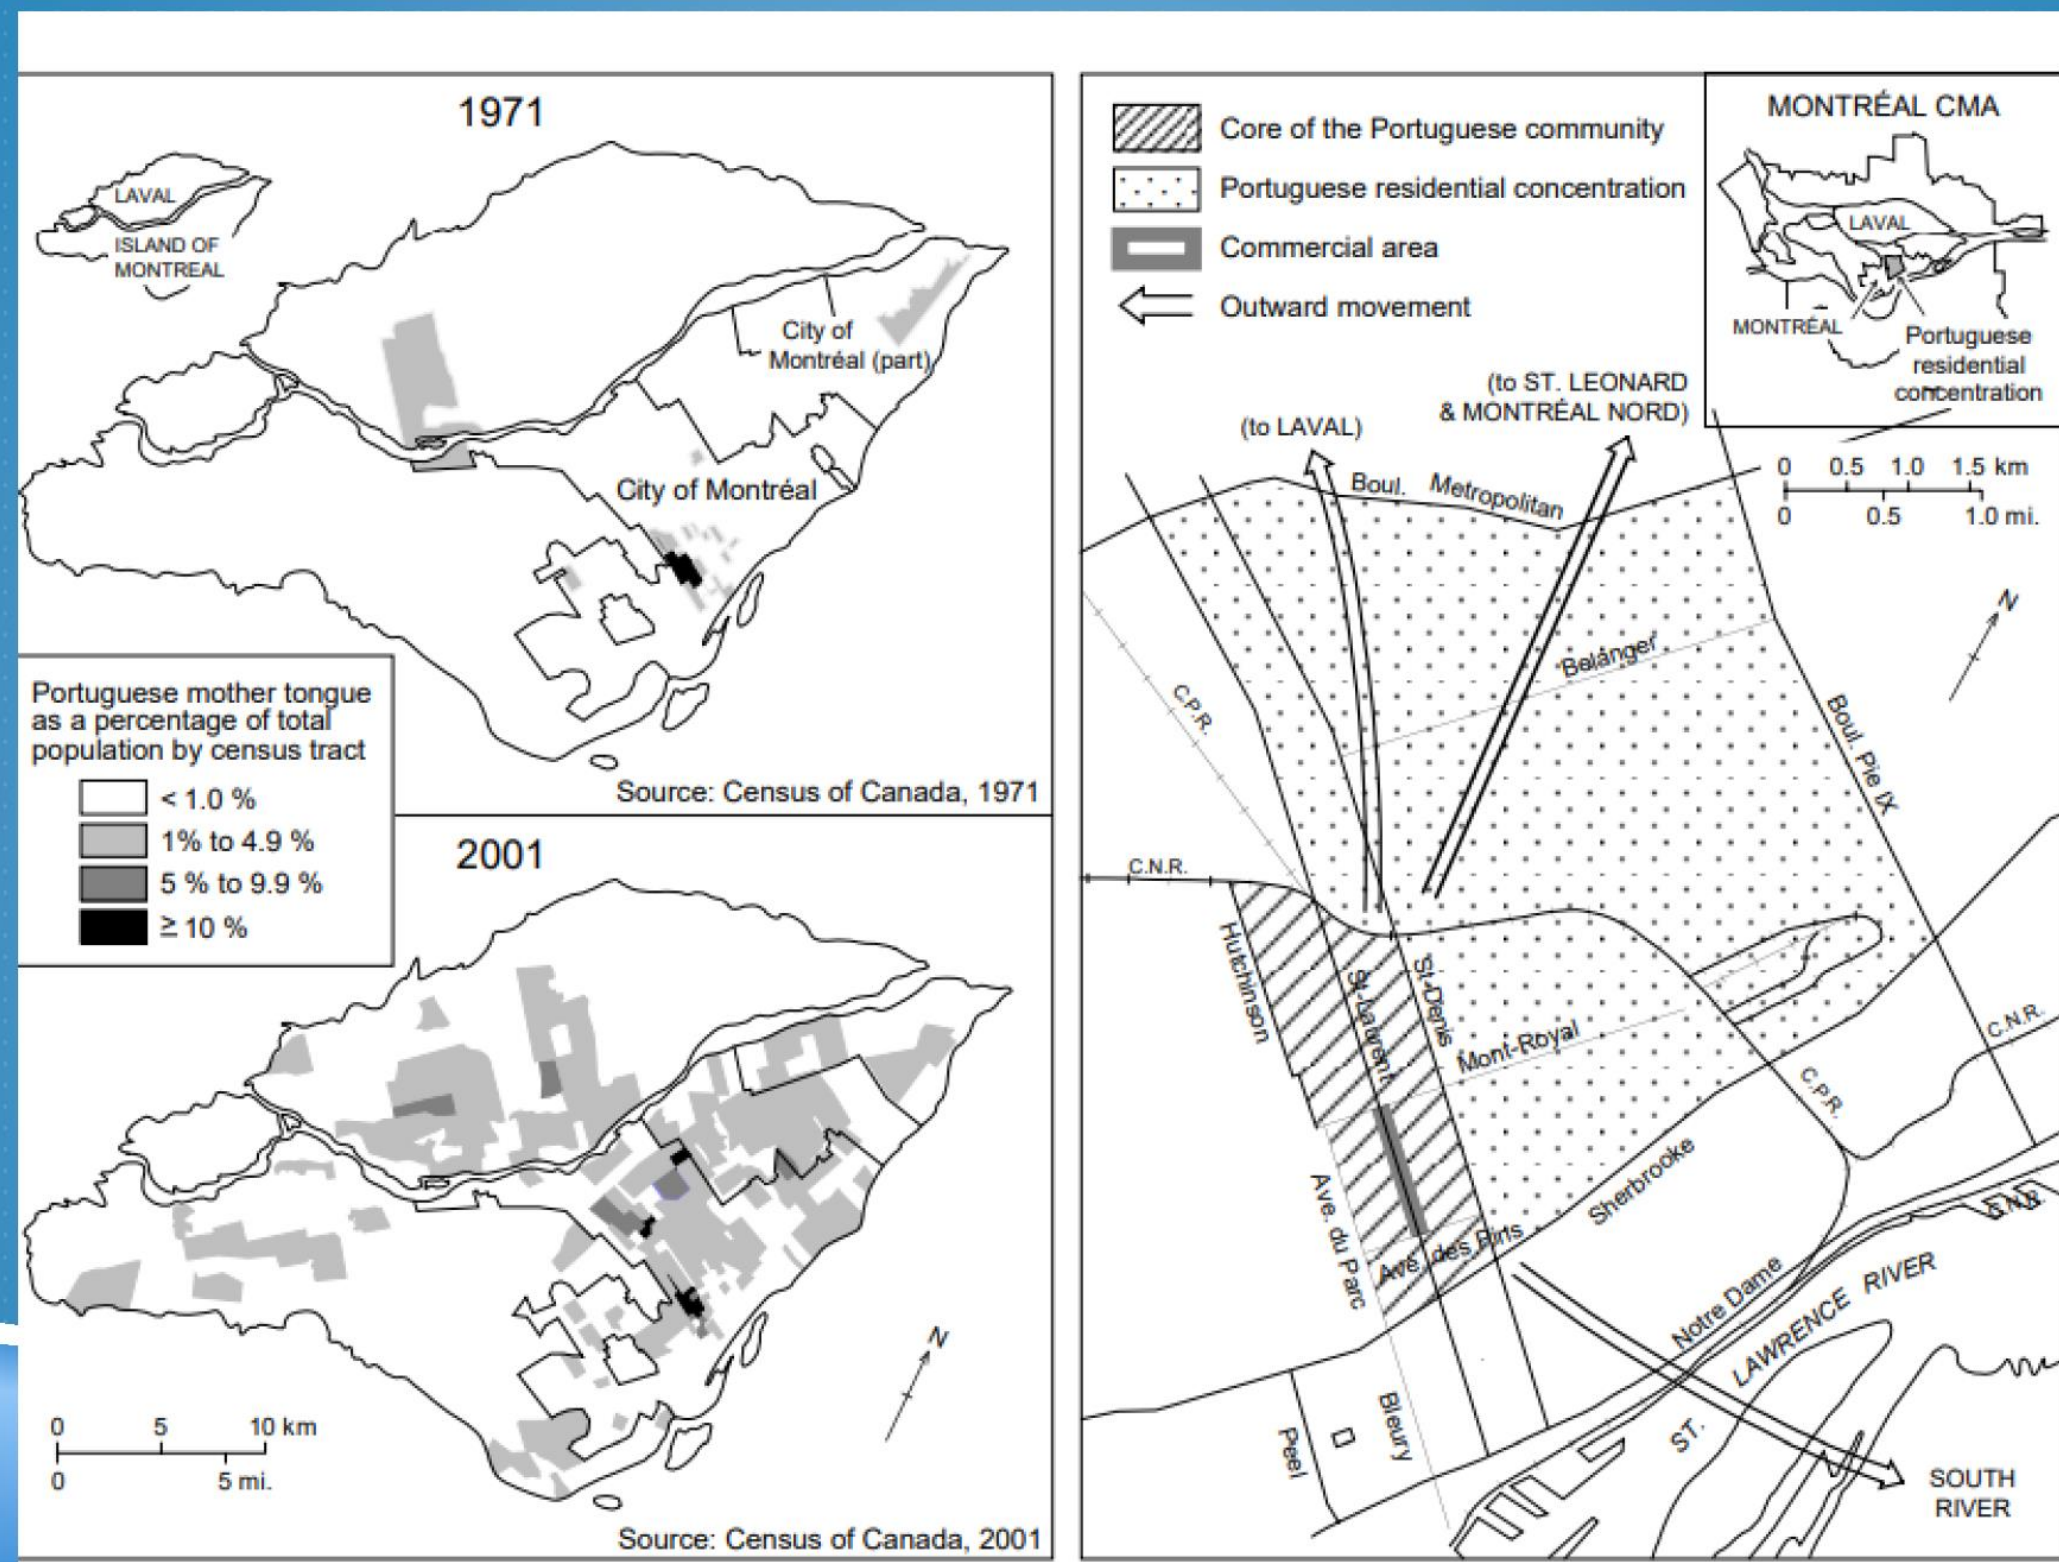 1971
LAVAL
ISLAND OF
MONTREAL
City of
Montréal (part)
City of Montréal
Portuguese mother tongue
as a percentage of total
population by census tract
< 1.0 %
1% to 4.9 %
5 % to 9.9 %
≥ 10 %
Source: Census of Canada, 1971
2001
N
0 5 10 km
0 5 mi.
Source: Census of Canada, 2001
Core of the Portuguese community
Portuguese residential concentration
Commercial area
Outward movement
MONTRÉAL CMA
LAVAL
MONTRÉAL
Portuguese
residential
concentration
(to ST. LEONARD
& MONTRÉAL NORD)
(to LAVAL)
0 0.5 1.0 1.5 km
0 0.5 1.0 mi.
Boul. Metropolitan
N
Belánger
C.P.R.
Boul. Pie IX
C.N.R.
Hutchinson
St-Laurent
St-Denis
Mont-Royal
C.N.R.
C.P.R.
Sherbrooke
Ave. du Parc
Ave. des Pins
C.N.R.
Notre Dame
ST. LAWRENCE RIVER
Peel
Bleury
SOUTH
RIVER